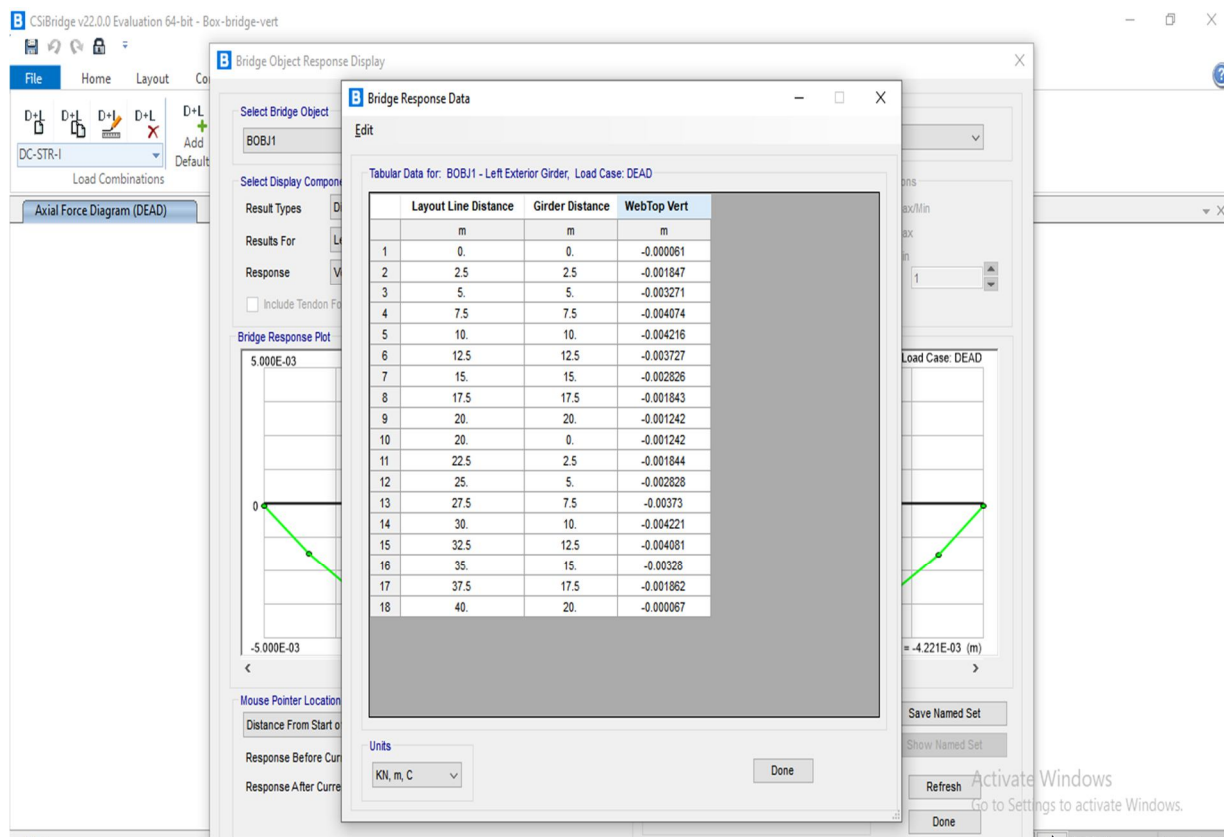 B CSiBridge v22.0.0 Evaluation 64-bit - Box-bridge-vert
B Bridge Object Response Display
File Home Layout Co
D+L D+L D+L D+L D+L
Add
Default
DC-STR-I
Load Combinations
Axial Force Diagram (DEAD)
Select Bridge Object
BOBJ1
Select Display Compone
Result Types
Results For
Response
Include Tendon Fo
Bridge Response Plot
5.000E-03
0
-5.000E-03
Mouse Pointer Location
Distance From Start o
Response Before Curr
Response After Curre
B Bridge Response Data
Edit
Tabular Data for: BOBJ1 - Left Exterior Girder, Load Case: DEAD
Layout Line Distance Girder Distance WebTop Vert
m m m
1 0. 0. -0.000061
2 2.5 2.5 -0.001847
3 5. 5. -0.003271
4 7.5 7.5 -0.004074
5 10. 10. -0.004216
6 12.5 12.5 -0.003727
7 15. 15. -0.002826
8 17.5 17.5 -0.001843
9 20. 20. -0.001242
10 20. 0. -0.001242
11 22.5 2.5 -0.001844
12 25. 5. -0.002828
13 27.5 7.5 -0.00373
14 30. 10. -0.004221
15 32.5 12.5 -0.004081
16 35. 15. -0.00328
17 37.5 17.5 -0.001862
18 40. 20. -0.000067
Units
KN, m, C
Done
ons
ax/Min
ax
in
1
Load Case: DEAD
= -4.221E-03 (m)
Save Named Set
Show Named Set
Refresh
Done
Activate Windows
Go to Settings to activate Windows.